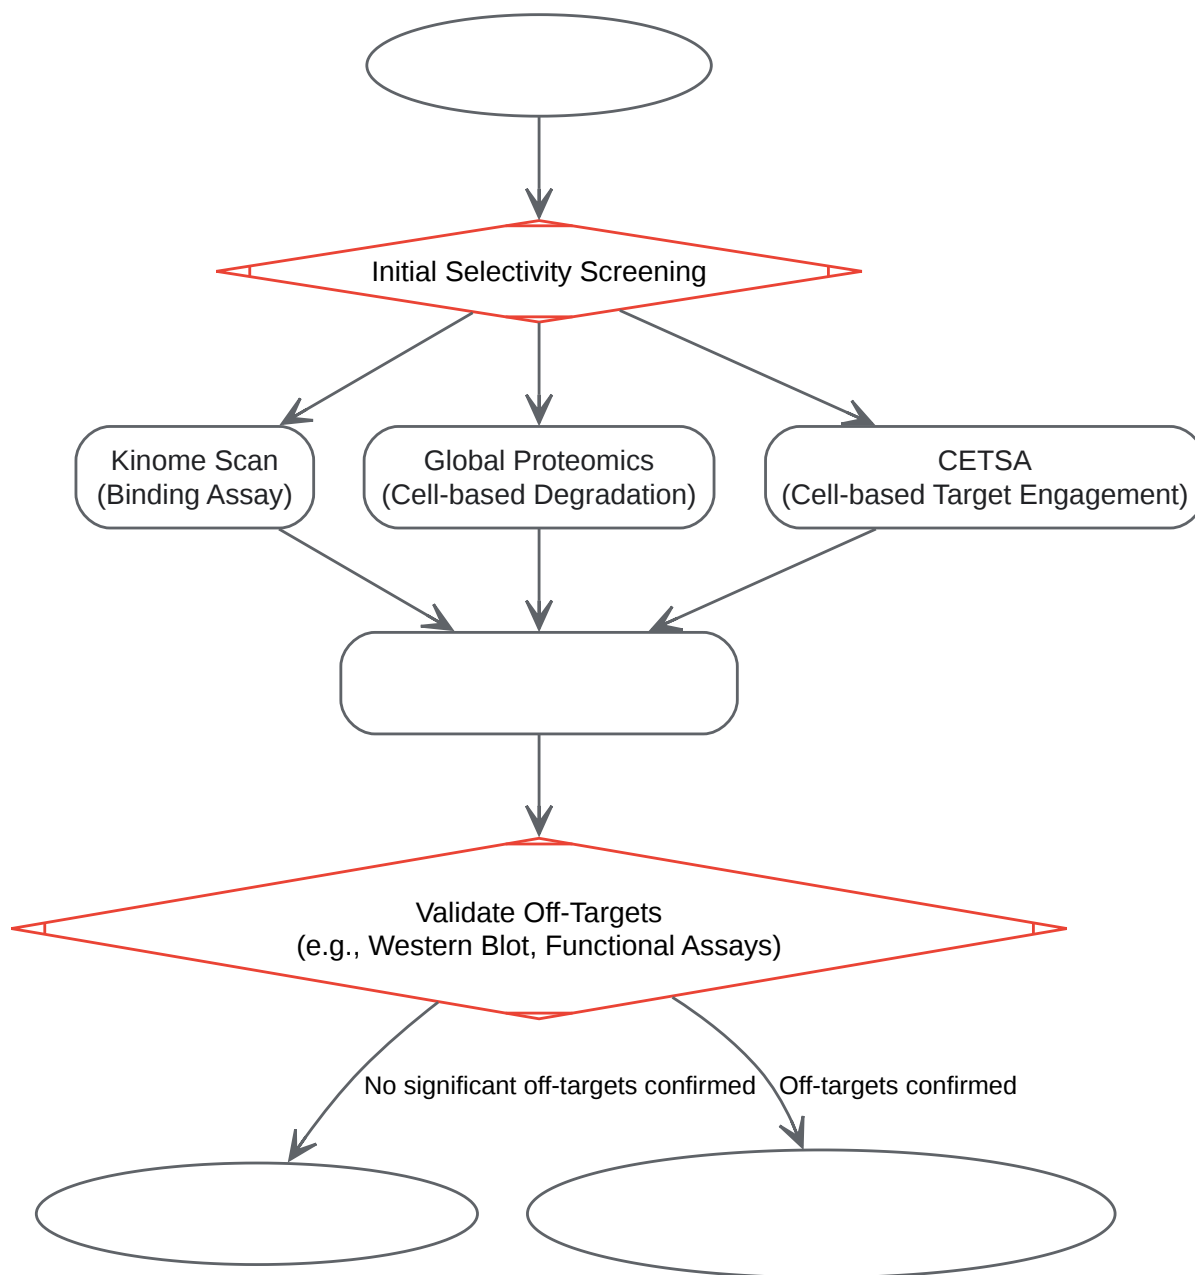 Initial Selectivity Screening
Kinome Scan
(Binding Assay)
Global Proteomics
(Cell-based Degradation)
CETSA
(Cell-based Target Engagement)
Validate Off-Targets
(e.g., Western Blot, Functional Assays)
No significant off-targets confirmed
Off-targets confirmed